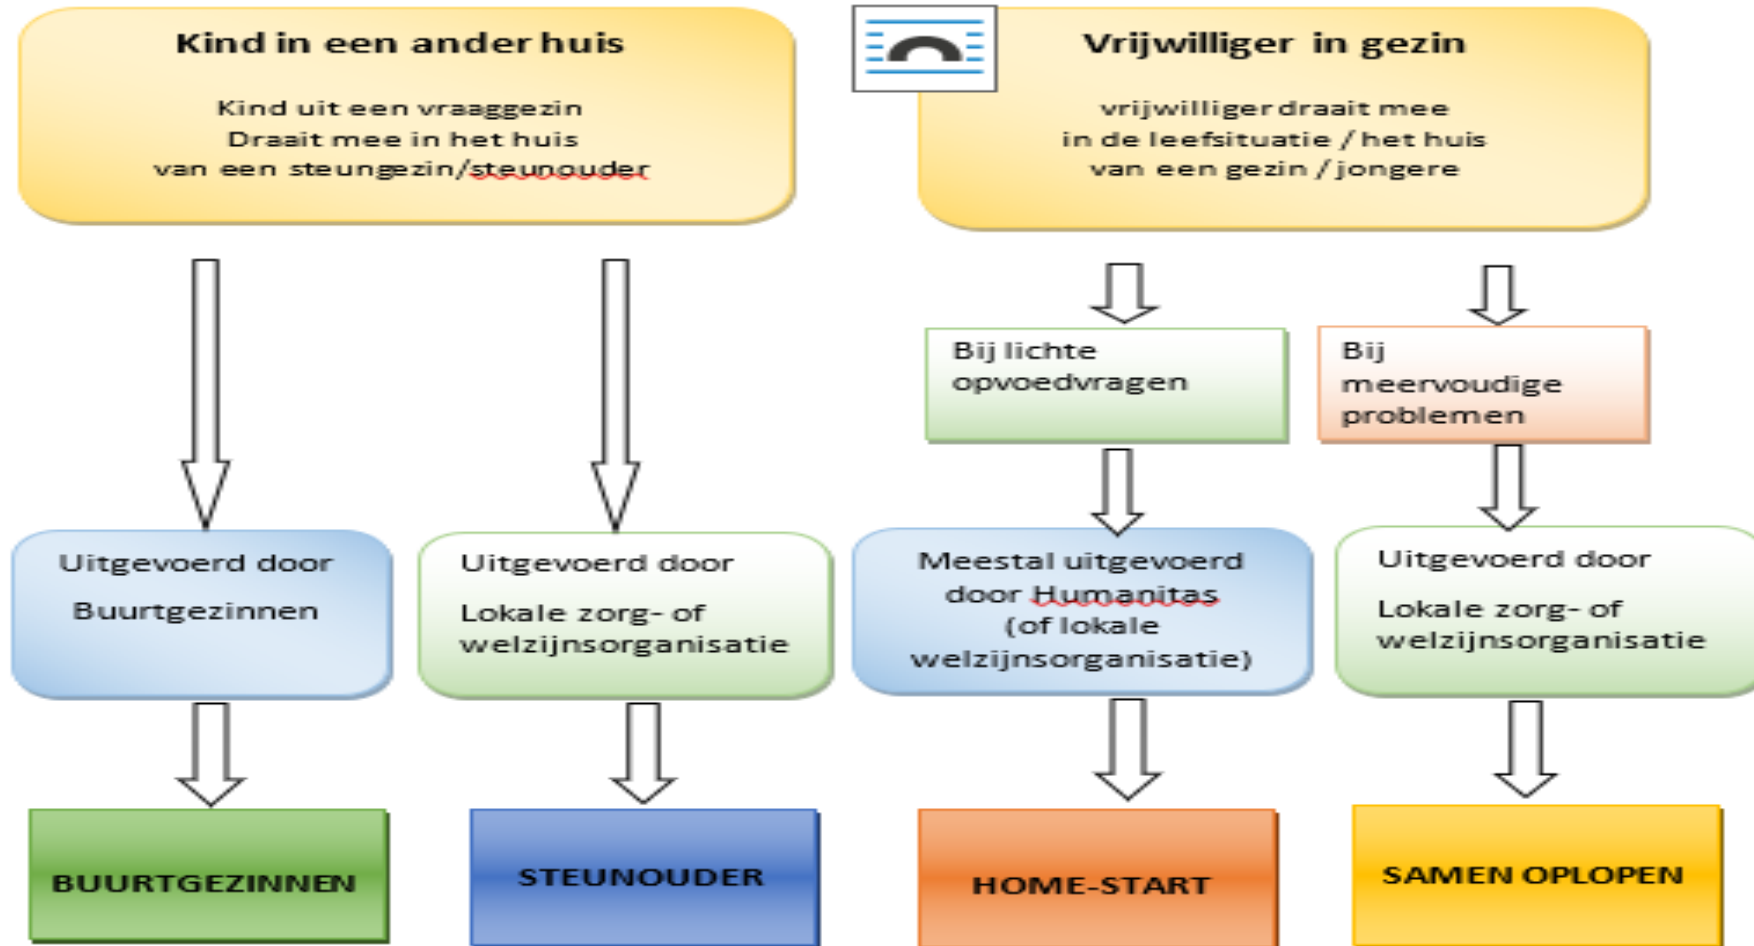 Kind in een ander huis
Kind uit een vraaggezin
Draait mee in het huis
van een steungezin/steunouder
Vrijwilliger in gezin
vrijwilliger draait mee
in de leefsituatie / het huis
van een gezin / jongere
Bij lichte
opvoedvragen
Bij
meervoudige
problemen
Uitgevoerd door
Buurtgezinnen
Uitgevoerd door
Lokale zorg- of
welzijnsorganisatie
Meestal uitgevoerd
door Humanitas
(of lokale
welzijnsorganisatie)
Uitgevoerd door
Lokale zorg- of
welzijnsorganisatie
BUURTGEZINNEN
STEUNOUDER
HOME-START
SAMEN OPLOPEN